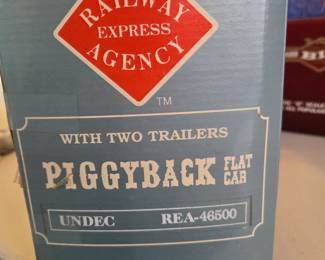 RAILWAY
EXPRESS
AGENCY
TM
WITH TWO TRAILERS
PIGGYBACK FLAT CAR
UNDEC REA-46500